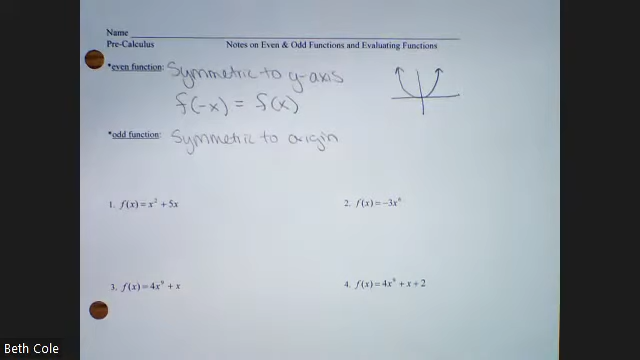 Name
Pre-Calculus Notes on Even & Odd Functions and Evaluating Functions
*even function: Symmetric to y-axis
f(-x) = f(x)
*odd function: Symmetric to origin
1. f(x) = x² + 5x 2. f(x) = -3x⁸
3. f(x) = 4x⁹ + x 4. f(x) = 4x⁹ + x + 2
Beth Cole